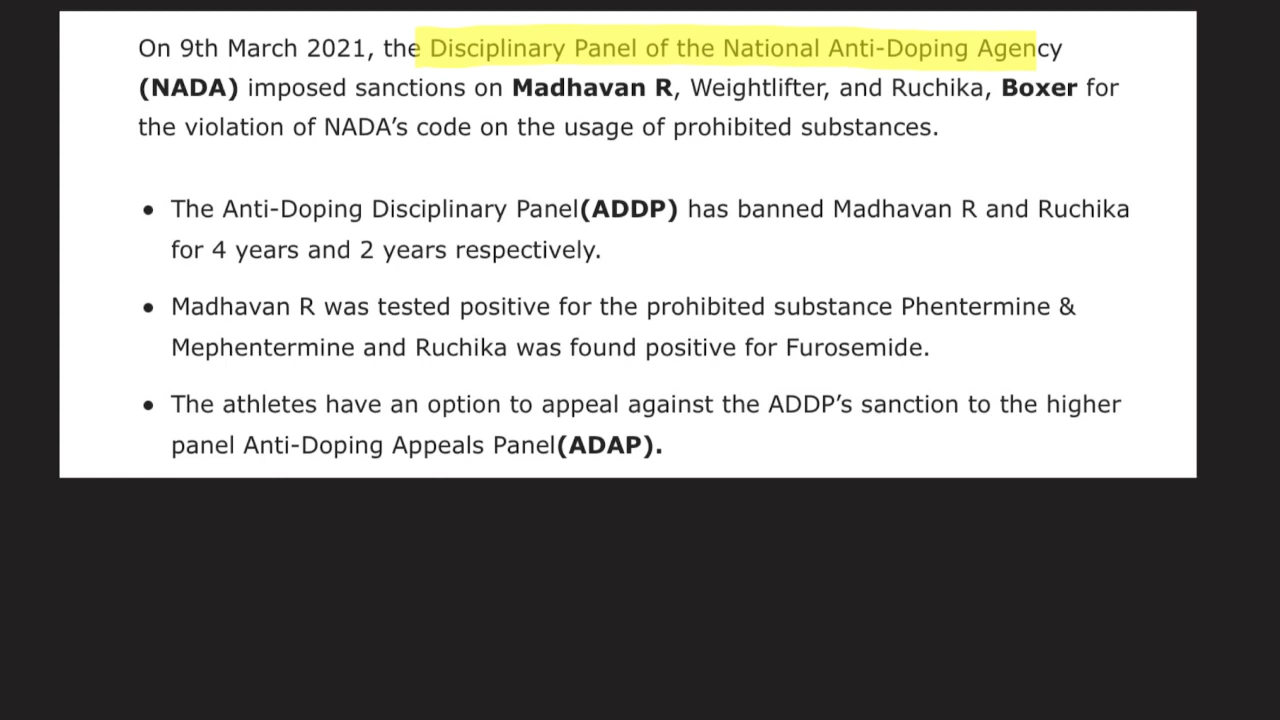 On 9th March 2021, the Disciplinary Panel of the National Anti-Doping Agency
(NADA) imposed sanctions on Madhavan R, Weightlifter, and Ruchika, Boxer for
the violation of NADA’s code on the usage of prohibited substances.
• The Anti-Doping Disciplinary Panel(ADDP) has banned Madhavan R and Ruchika
for 4 years and 2 years respectively.
• Madhavan R was tested positive for the prohibited substance Phentermine &
Mephentermine and Ruchika was found positive for Furosemide.
• The athletes have an option to appeal against the ADDP’s sanction to the higher
panel Anti-Doping Appeals Panel(ADAP).